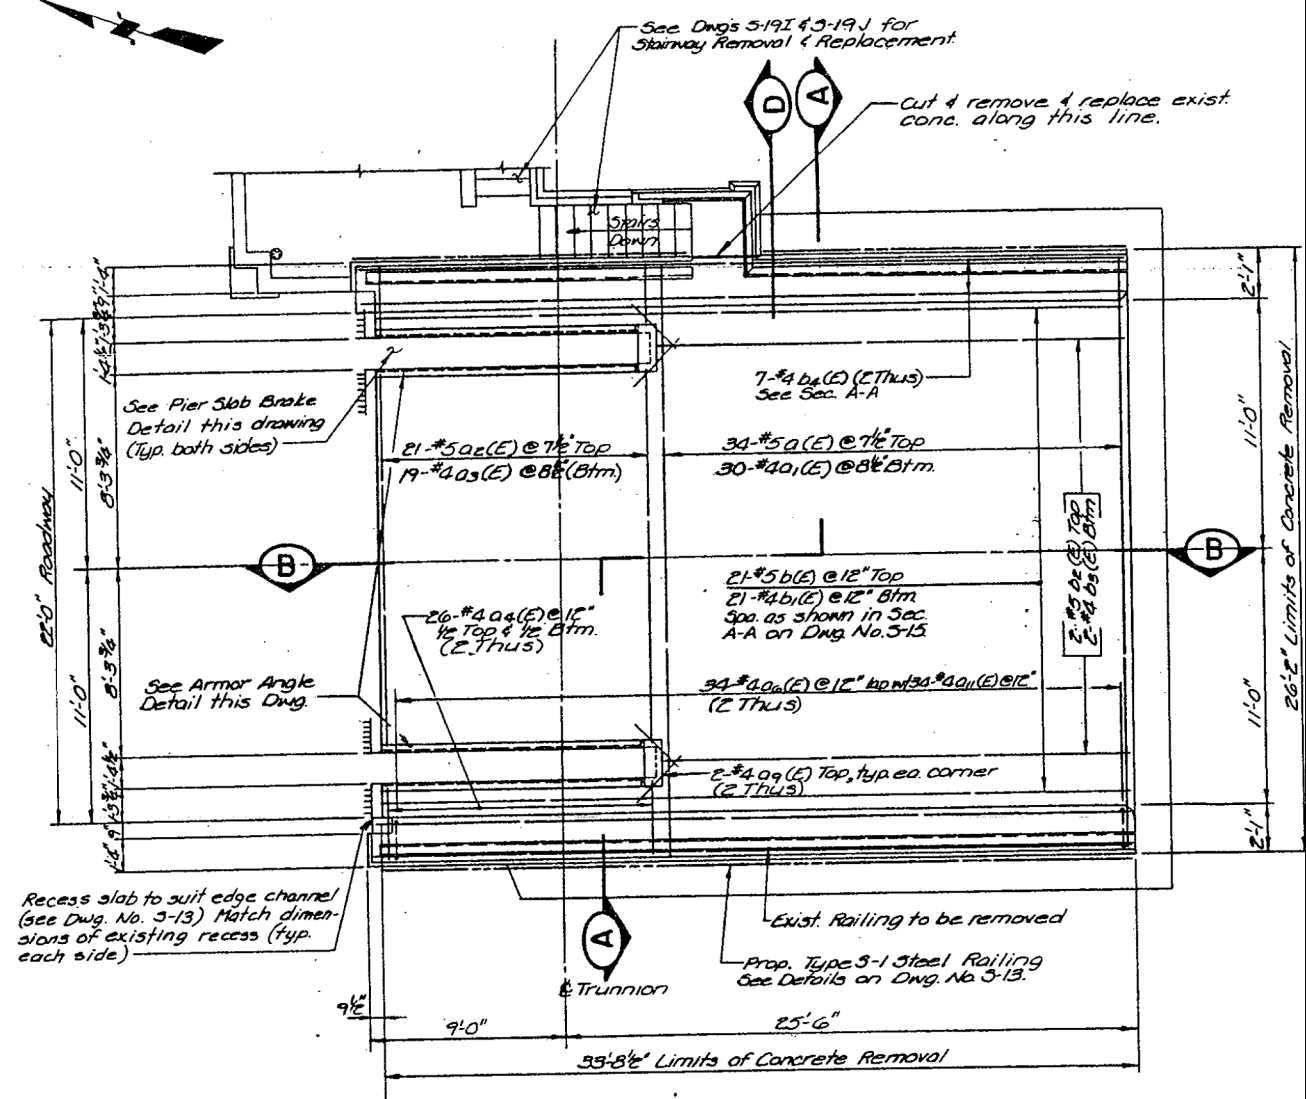 See Dwg's S-19I & S-19J for
Stairway Removal & Replacement.
D
A
Cut & remove & replace exist.
conc. along this line.
Stairs
Down
2'-1"
7-#4 b4(E) (2 Thus)
See Sec. A-A
See Pier Slab Brake
Detail this drawing
(Typ. both sides)
21-#5 a2(E) @ 7½" Top
19-#4 a3(E) @ 8½" (Btm.)
34-#5 a(E) @ 7½" Top
30-#4 a1(E) @ 8½" Btm.
11'-0"
8'-3¾"
22'-0" Roadway
11'-0"
26'-2" Limits of Concrete Removal
2-#5 b2(E) Top
2-#4 b3(E) Btm
B
B
21-#5 b(E) @ 12" Top
21-#4 b1(E) @ 12" Btm
Spa. as shown in Sec.
A-A on Dwg. No. S-15.
26-#4 a4(E) @ 12"
½ Top & ½ Btm.
(2 Thus)
See Armor Angle
Detail this Dwg.
34-#4 a6(E) @ 12" lap w/34-#4 a11(E) @ 12"
(2 Thus)
11'-0"
8'-3¾"
11'-0"
2-#4 a9(E) Top, typ. ea. corner
(2 Thus)
2'-1"
Recess slab to suit edge channel
(see Dwg. No. S-13) Match dimen-
sions of existing recess (typ.
each side)
Exist. Railing to be removed
A
Prop. Type S-1 Steel Railing
See Details on Dwg. No. S-13.
℄ Trunnion
9½"
9'-0"
25'-6"
33'-8½" Limits of Concrete Removal